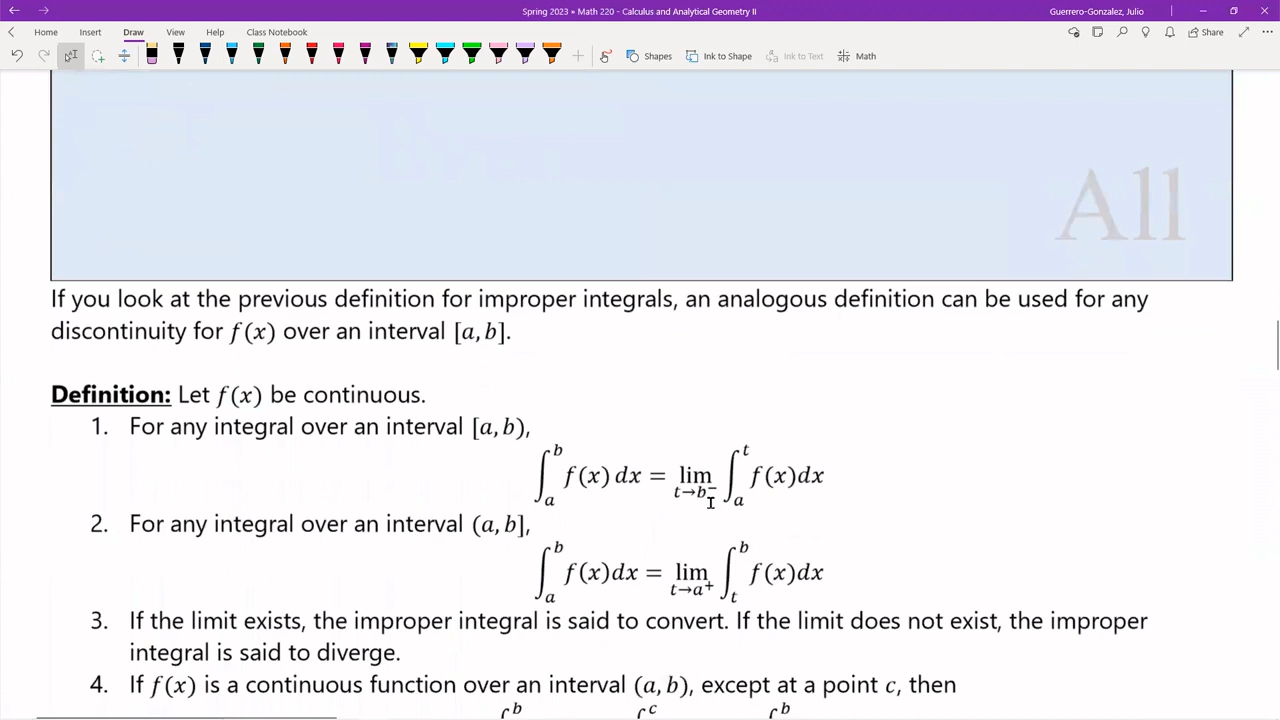 Spring 2023 » Math 220 - Calculus and Analytical Geometry II
Guerrero-Gonzalez, Julio
Home Insert Draw View Help Class Notebook
Share
Shapes Ink to Shape Ink to Text Math
All
If you look at the previous definition for improper integrals, an analogous definition can be used for any
discontinuity for f(x) over an interval [a, b].
Definition: Let f(x) be continuous.
1. For any integral over an interval [a, b),
∫_a^b f(x) dx = lim_{t→b⁻} ∫_a^t f(x)dx
2. For any integral over an interval (a, b],
∫_a^b f(x)dx = lim_{t→a⁺} ∫_t^b f(x)dx
3. If the limit exists, the improper integral is said to convert. If the limit does not exist, the improper
integral is said to diverge.
4. If f(x) is a continuous function over an interval (a, b), except at a point c, then
∫^b ∫^c ∫^b